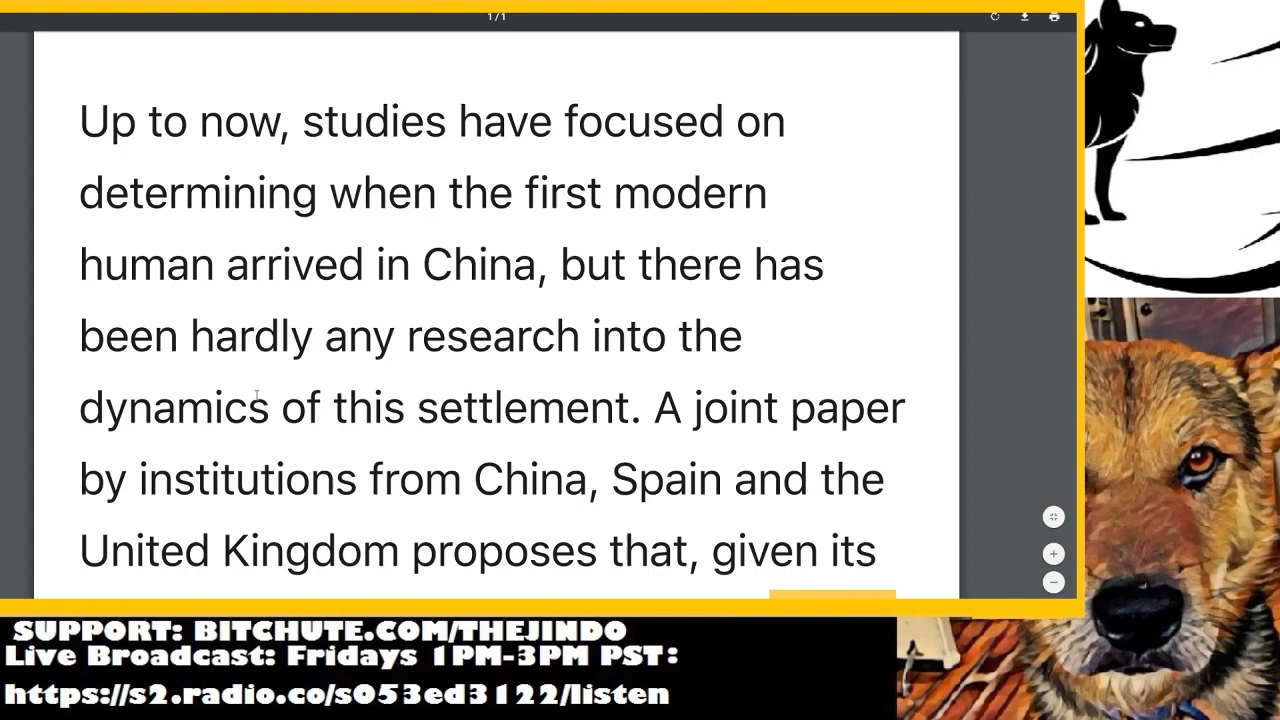 1/1
Up to now, studies have focused on
determining when the first modern
human arrived in China, but there has
been hardly any research into the
dynamics of this settlement. A joint paper
by institutions from China, Spain and the
United Kingdom proposes that, given its
SUPPORT: BITCHUTE.COM/THEJINDO
Live Broadcast: Fridays 1PM-3PM PST:
https://s2.radio.co/s053ed3122/listen